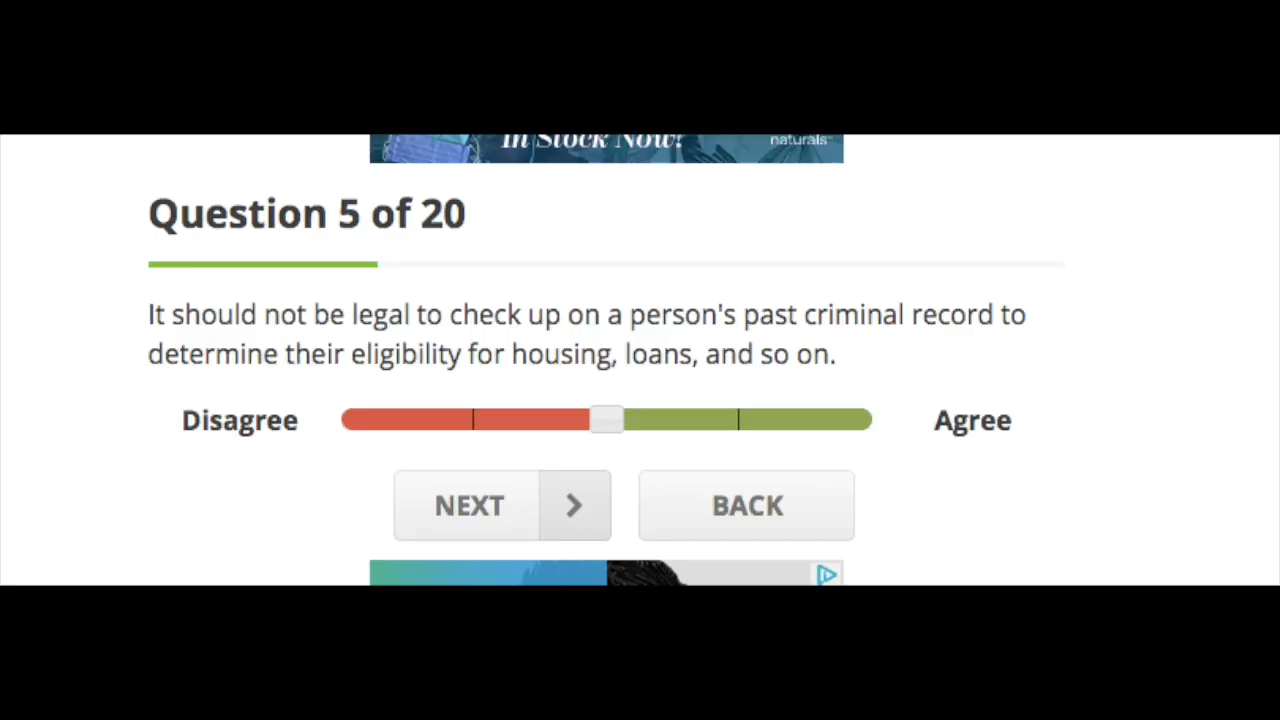 In Stock Now!
naturals
Question 5 of 20
It should not be legal to check up on a person's past criminal record to
determine their eligibility for housing, loans, and so on.
Disagree
Agree
NEXT
BACK